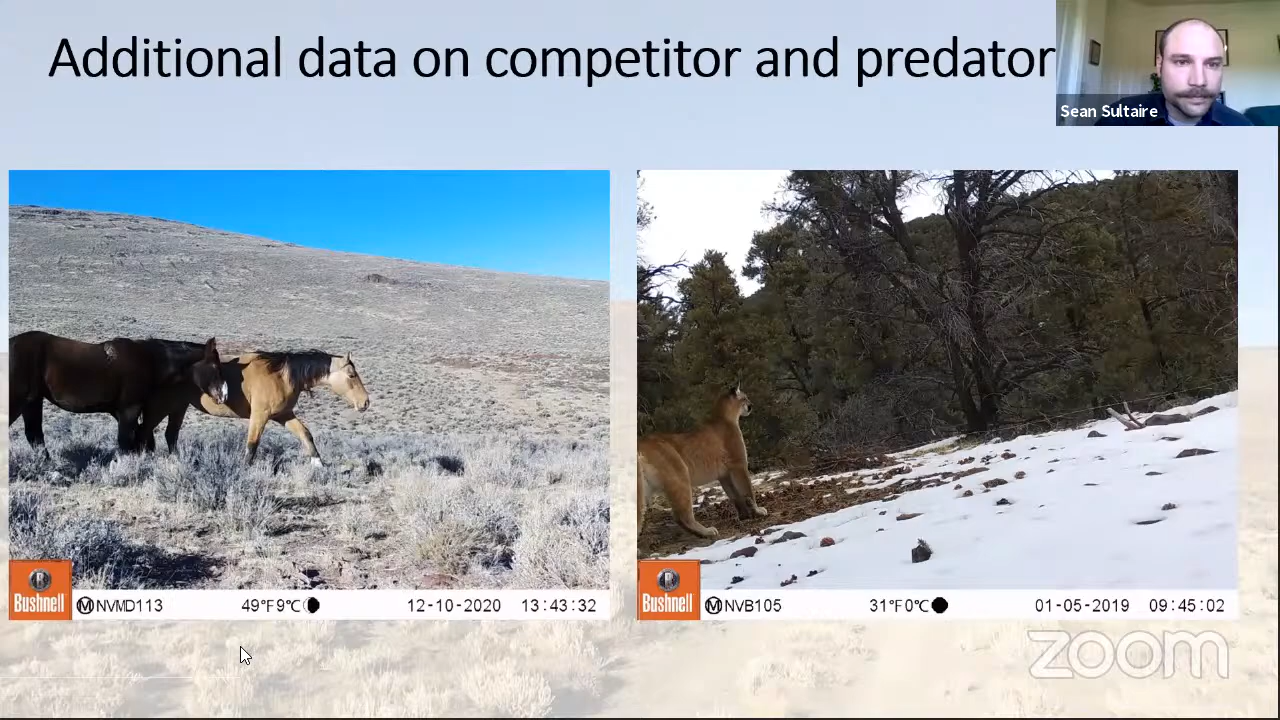 Additional data on competitor and predator
Sean Sultaire
Bushnell
NVMD113 49°F9°C 12-10-2020 13:43:32
Bushnell
NVB105 31°F0°C 01-05-2019 09:45:02
zoom